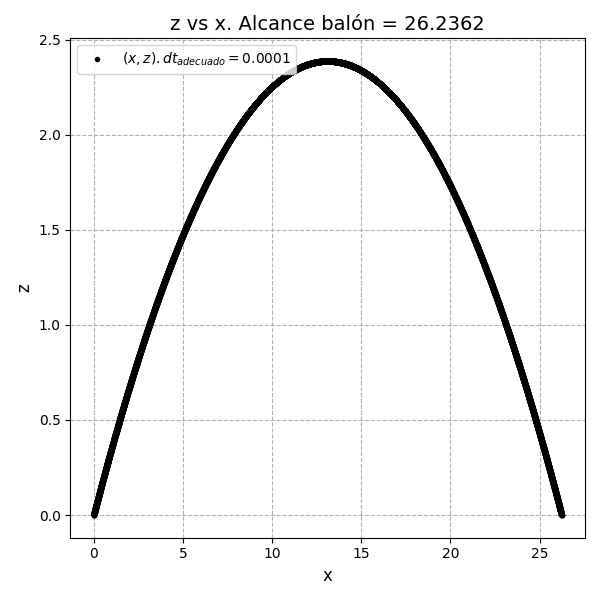 z vs x. Alcance balón = 26.2362
(x, z). dt_adecuado = 0.0001
2.5
2.0
1.5
1.0
0.5
0.0
z
0 5 10 15 20 25
x